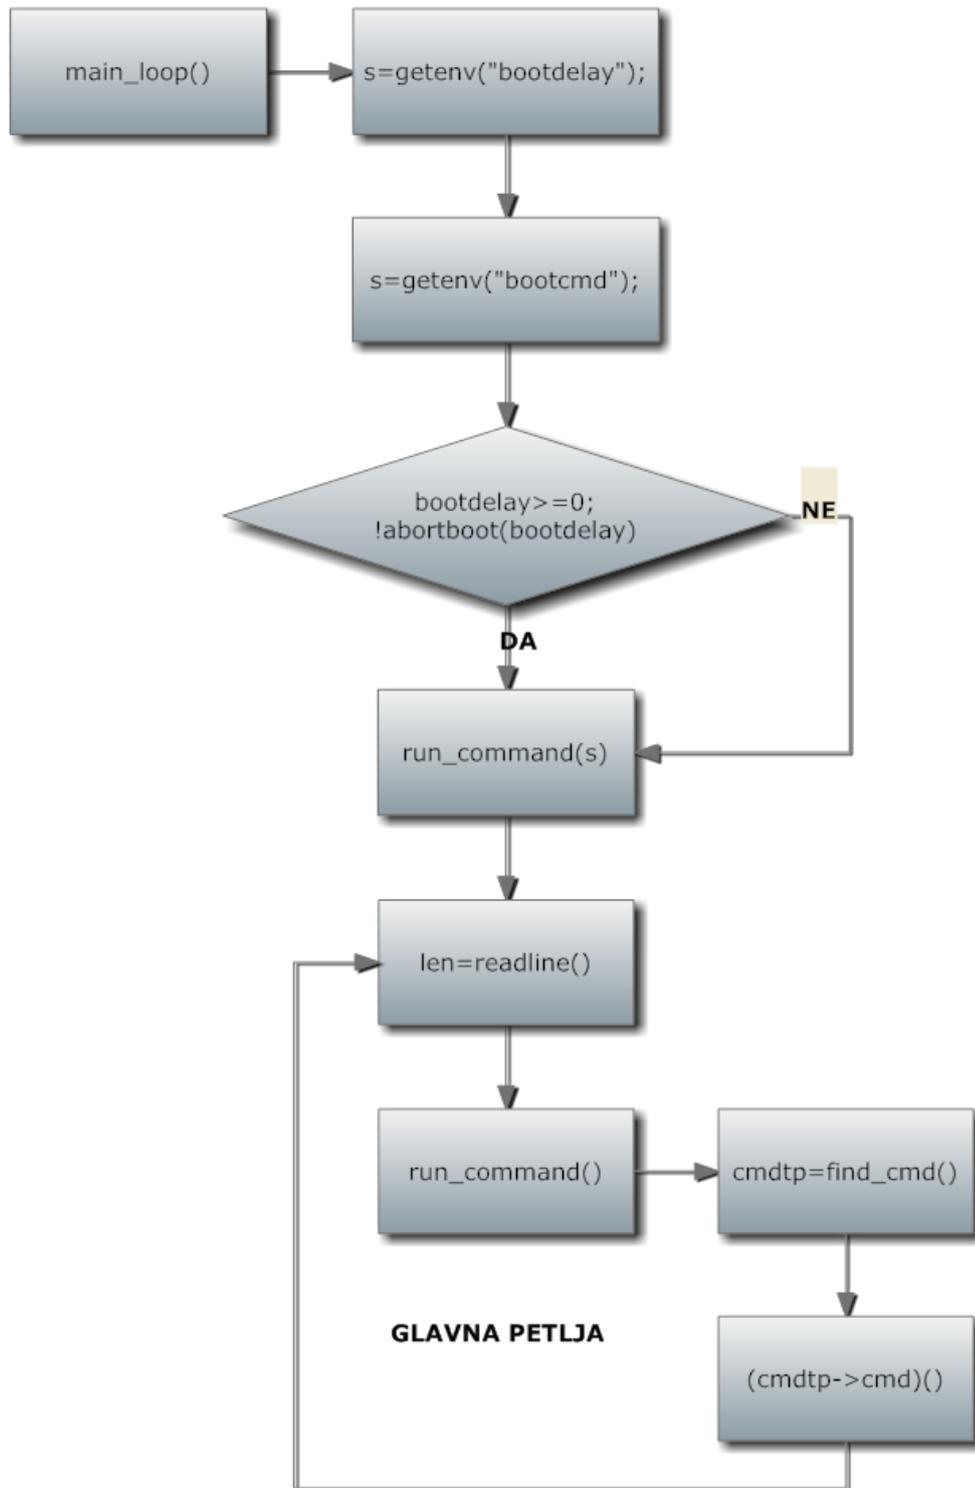 main_loop()
s=getenv("bootdelay");
s=getenv("bootcmd");
bootdelay>=0;
!abortboot(bootdelay)
NE
DA
run_command(s)
len=readline()
run_command()
cmdtp=find_cmd()
GLAVNA PETLJA
(cmdtp->cmd)()